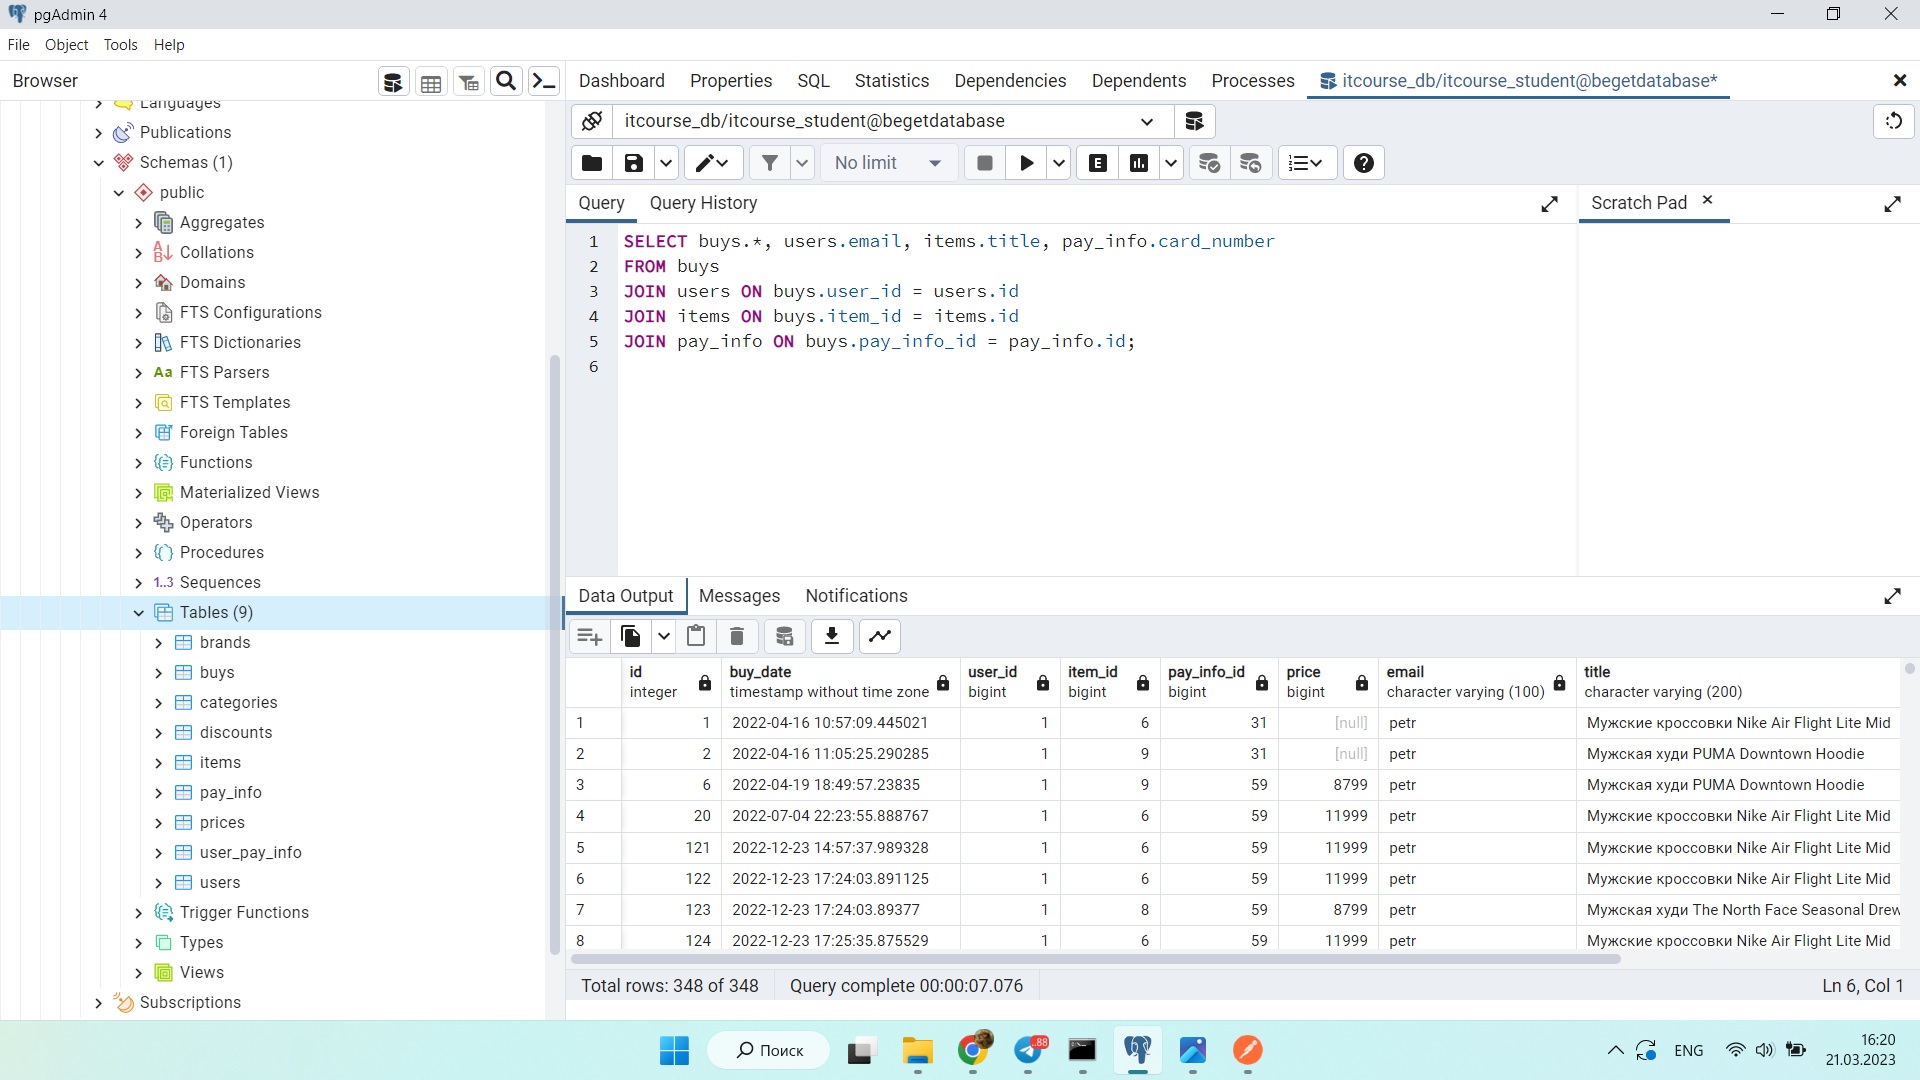 pgAdmin 4
File Object Tools Help
Browser
Dashboard Properties SQL Statistics Dependencies Dependents Processes itcourse_db/itcourse_student@begetdatabase*
Languages
Publications
Schemas (1)
public
Aggregates
Collations
Domains
FTS Configurations
FTS Dictionaries
FTS Parsers
FTS Templates
Foreign Tables
Functions
Materialized Views
Operators
Procedures
1..3 Sequences
Tables (9)
brands
buys
categories
discounts
items
pay_info
prices
user_pay_info
users
Trigger Functions
Types
Views
Subscriptions
itcourse_db/itcourse_student@begetdatabase
No limit
E
Query Query History
Scratch Pad
1 SELECT buys.*, users.email, items.title, pay_info.card_number
2 FROM buys
3 JOIN users ON buys.user_id = users.id
4 JOIN items ON buys.item_id = items.id
5 JOIN pay_info ON buys.pay_info_id = pay_info.id;
6
Data Output Messages Notifications
id buy_date user_id item_id pay_info_id price email title
integer timestamp without time zone bigint bigint bigint bigint character varying (100) character varying (200)
1 1 2022-04-16 10:57:09.445021 1 6 31 [null] petr Мужские кроссовки Nike Air Flight Lite Mid
2 2 2022-04-16 11:05:25.290285 1 9 31 [null] petr Мужская худи PUMA Downtown Hoodie
3 6 2022-04-19 18:49:57.23835 1 9 59 8799 petr Мужская худи PUMA Downtown Hoodie
4 20 2022-07-04 22:23:55.888767 1 6 59 11999 petr Мужские кроссовки Nike Air Flight Lite Mid
5 121 2022-12-23 14:57:37.989328 1 6 59 11999 petr Мужские кроссовки Nike Air Flight Lite Mid
6 122 2022-12-23 17:24:03.891125 1 6 59 11999 petr Мужские кроссовки Nike Air Flight Lite Mid
7 123 2022-12-23 17:24:03.89377 1 8 59 8799 petr Мужская худи The North Face Seasonal Drew
8 124 2022-12-23 17:25:35.875529 1 6 59 11999 petr Мужские кроссовки Nike Air Flight Lite Mid
Total rows: 348 of 348 Query complete 00:00:07.076 Ln 6, Col 1
Поиск
88
ENG
16:20
21.03.2023